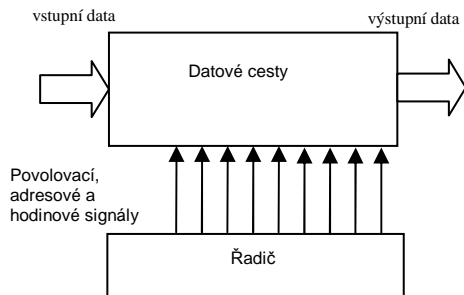 vstupní data
výstupní data
Datové cesty
Povolovací,
adresové a
hodinové signály
Řadič